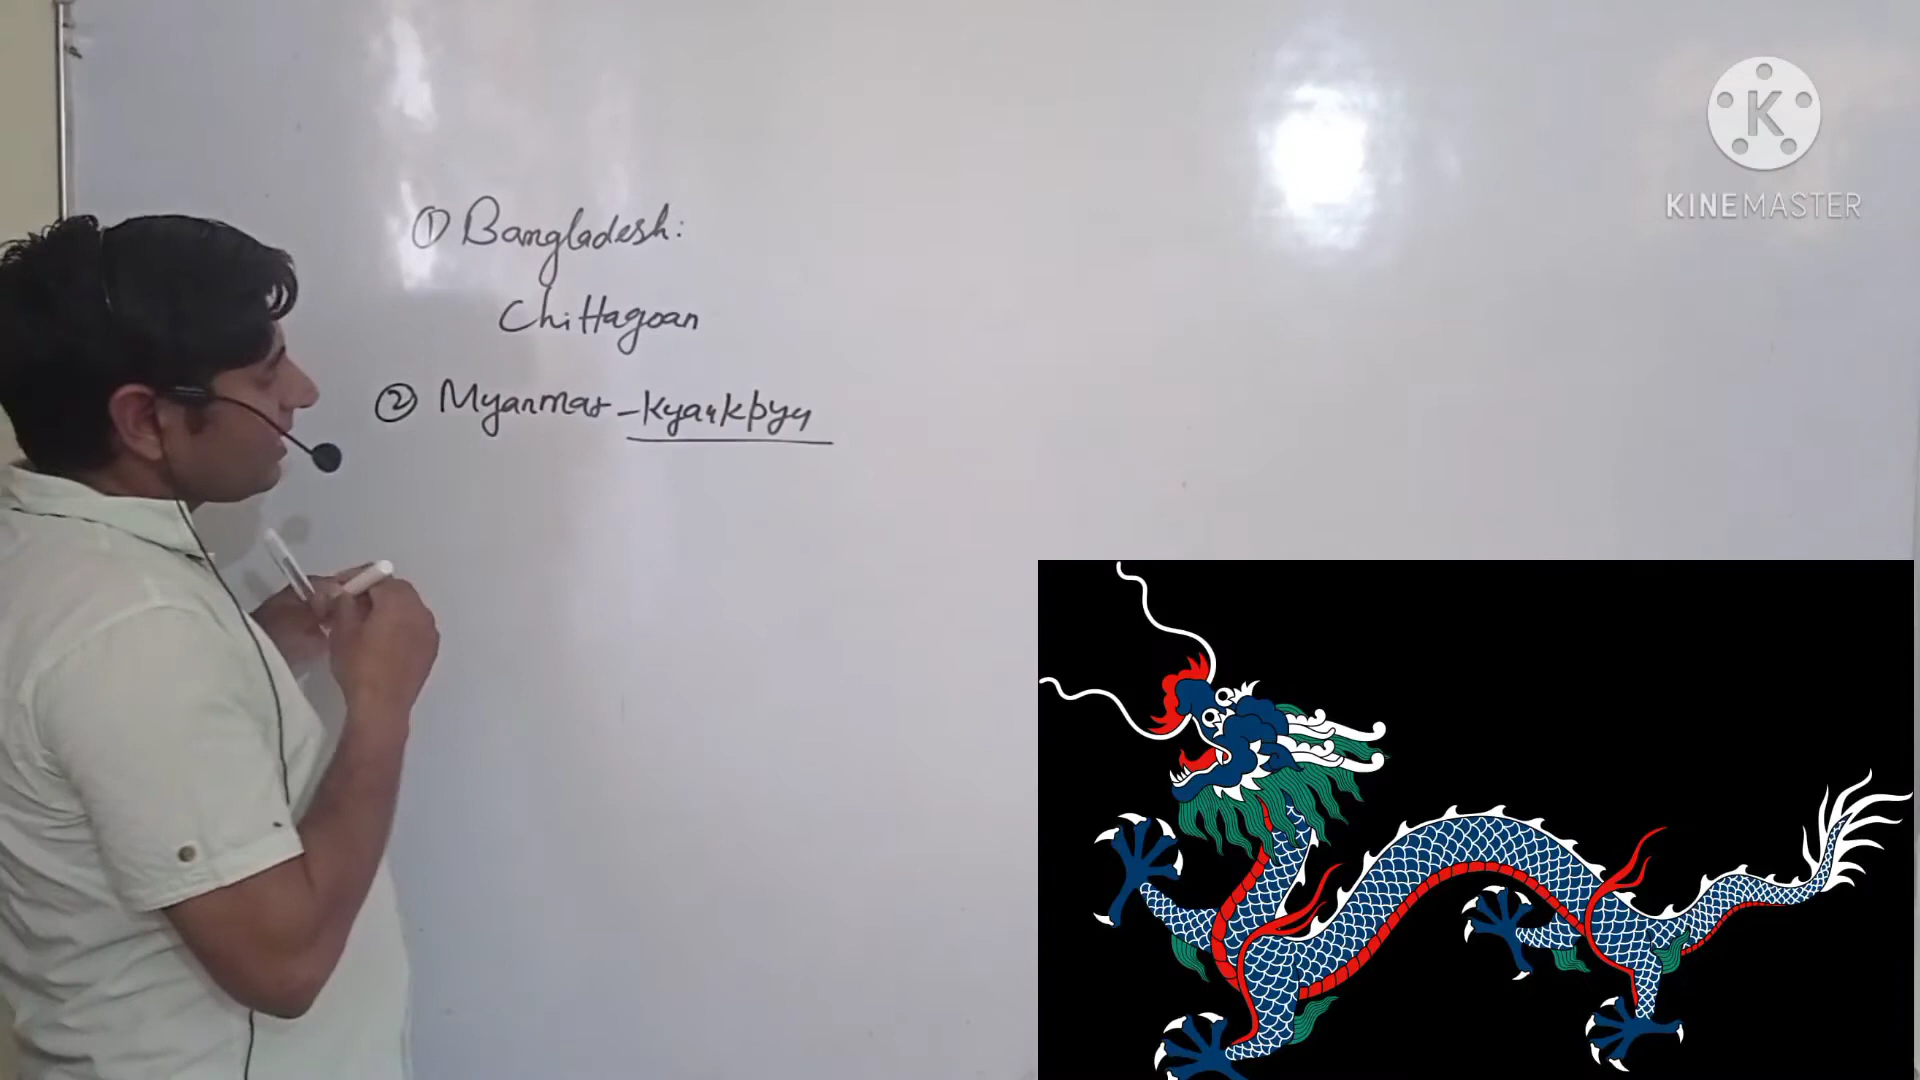 ① Bangladesh:
Chittagoan
② Myanmar - Kyaukpyu
K
KINEMASTER